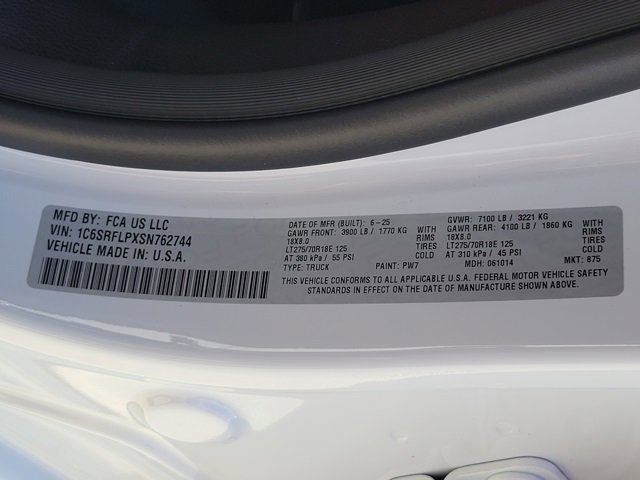 MFD BY: FCA US LLC
VIN: 1C6SRFLPXSN762744
VEHICLE MADE IN: U.S.A.
DATE OF MFR (BUILT): 6-25 GVWR: 7100 LB / 3221 KG
GAWR FRONT: 3900 LB / 1770 KG WITH GAWR REAR: 4100 LB / 1860 KG WITH
18X8.0 RIMS 18X8.0 RIMS
LT275/70R18E 125 TIRES LT275/70R18E 125 TIRES
AT 380 kPa / 55 PSI COLD AT 310 kPa / 45 PSI COLD
TYPE: TRUCK PAINT: PW7 MDH: 061014 MKT: 875
THIS VEHICLE CONFORMS TO ALL APPLICABLE U.S.A. FEDERAL MOTOR VEHICLE SAFETY
STANDARDS IN EFFECT ON THE DATE OF MANUFACTURE SHOWN ABOVE.